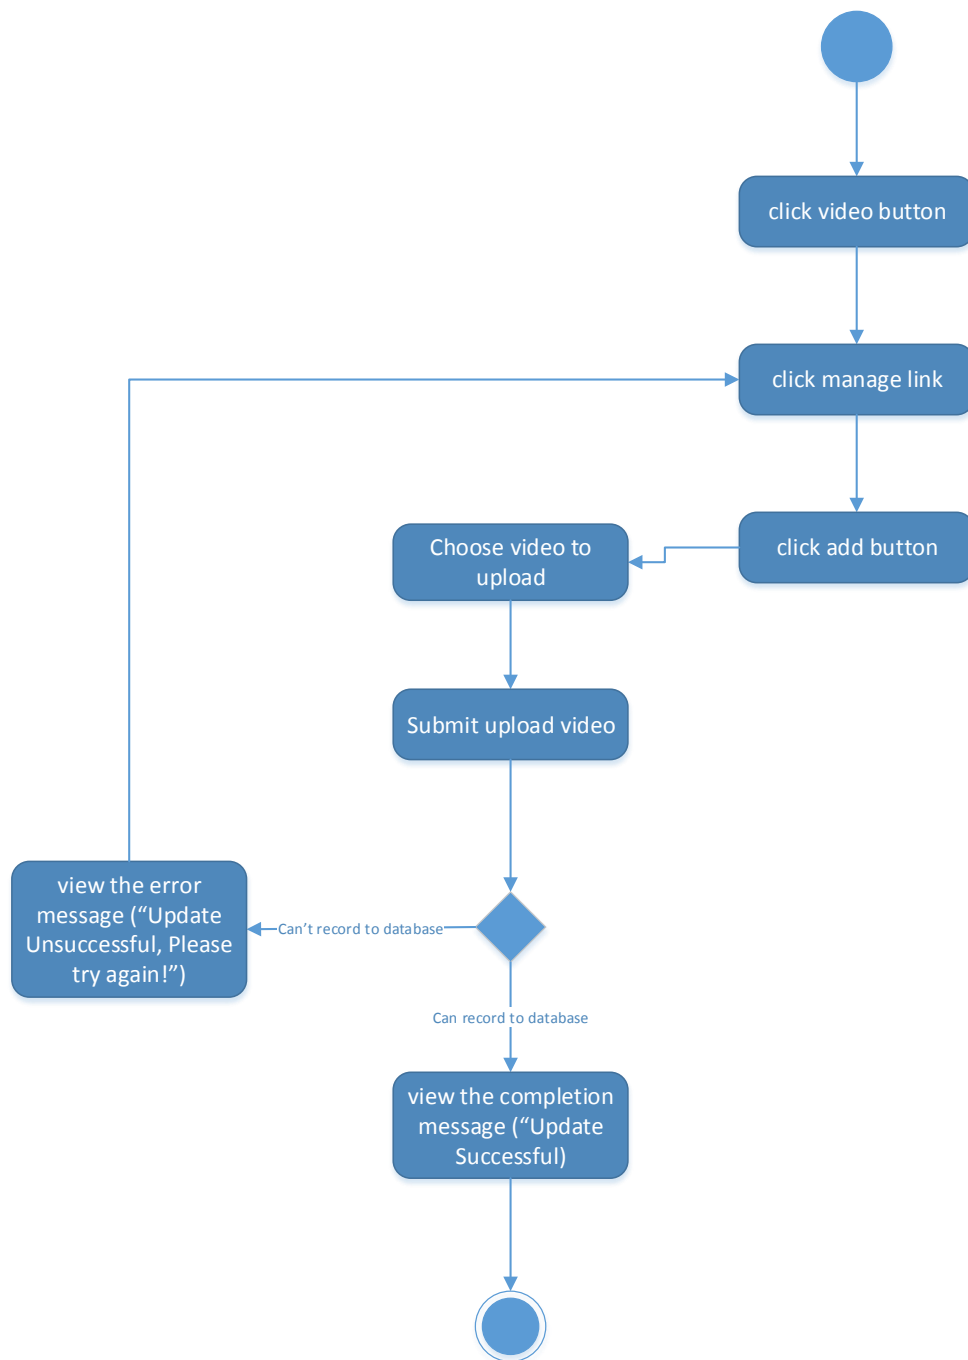 click video button
click manage link
click add button
Choose video to
upload
Submit upload video
view the error
message (“Update
Unsuccessful, Please
try again!”)
Can’t record to database
Can record to database
view the completion
message (“Update
Successful)